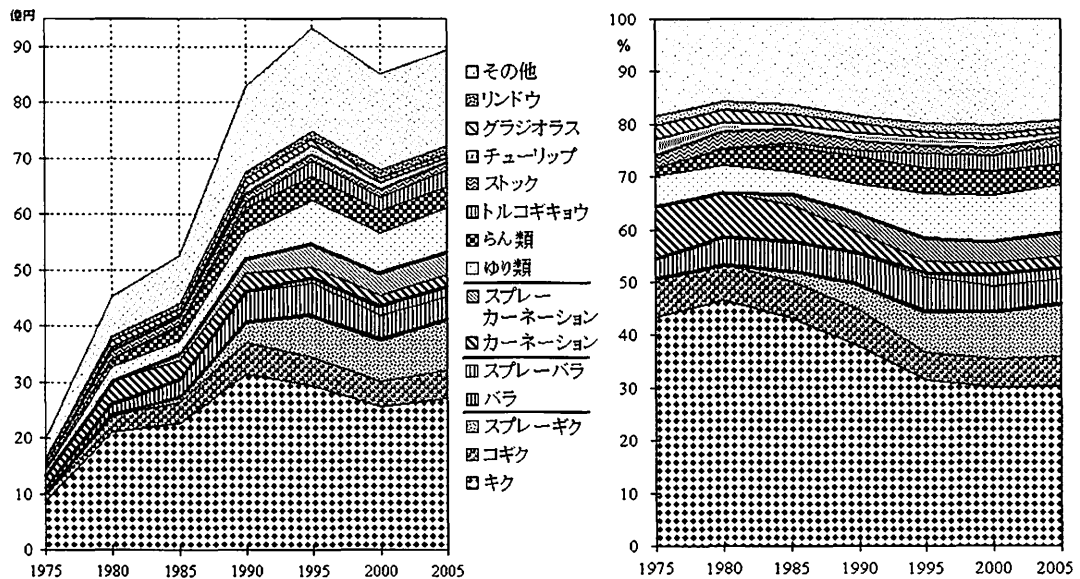 億円
90
80
70
60
50
40
30
20
10
0
1975 1980 1985 1990 1995 2000 2005
その他
リンドウ
グラジオラス
チューリップ
ストック
トルコギキョウ
らん類
ゆり類
スプレー
カーネーション
カーネーション
スプレーバラ
バラ
スプレーギク
コギク
キク
100
%
90
80
70
60
50
40
30
20
10
0
1975 1980 1985 1990 1995 2000 2005